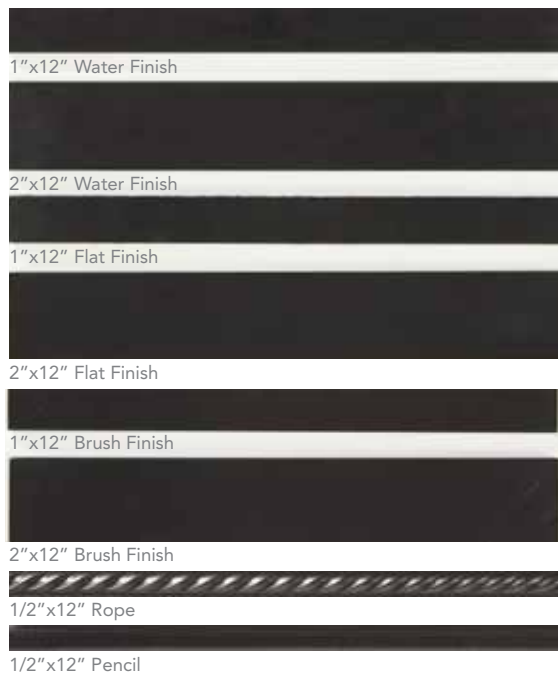 1”x12” Water Finish
2”x12” Water Finish
1”x12” Flat Finish
2”x12” Flat Finish
1”x12” Brush Finish
2”x12” Brush Finish
1/2”x12” Rope
1/2”x12” Pencil